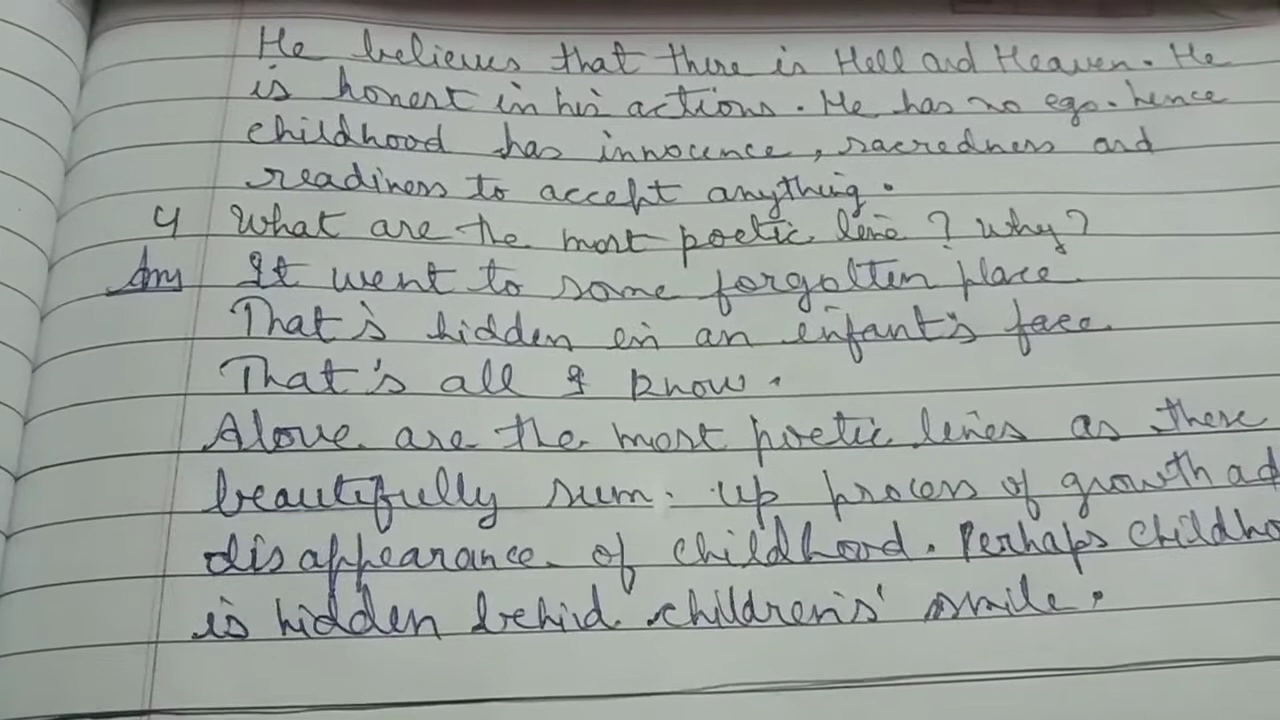 He believes that there is Hell and Heaven. He
is honest in his actions. He has no ego. hence
childhood has innocence, sacredness and
readiness to accept anything.
4 What are the most poetic line? Why?
Ans It went to some forgotten place
That's hidden in an infant's face
That's all I know.
Above are the most poetic lines as these
beautifully sum. up process of growth ad
disappearance of childhood. Perhaps childho
is hidden behid children's' smile.